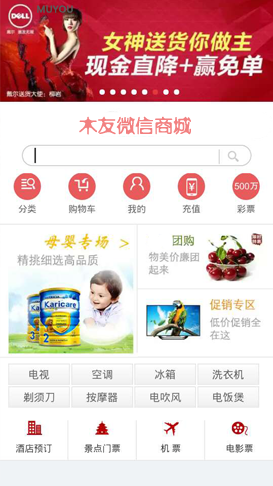 DELL
MUYOU
女神送货你做主
现金直降+赢免单
戴尔送货大使：柳岩
木友微信商城
500万
分类
购物车
我的
充值
彩票
母婴专场 >
精挑细选高品质
Karicare
Karicare
2
团购
物美价廉团
起来
促销专区
低价促销全
在这
电视
空调
冰箱
洗衣机
剃须刀
按摩器
电吹风
电饭煲
酒店预订
景点门票
机 票
电影票